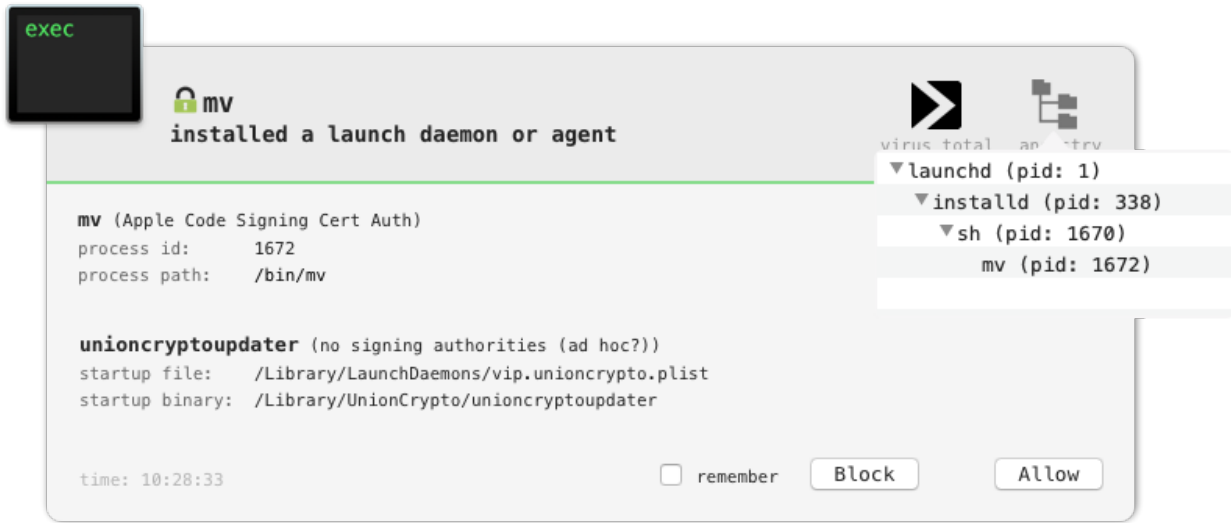 exec
mv
installed a launch daemon or agent
virus total
launchd (pid: 1)
installd (pid: 338)
sh (pid: 1670)
mv (pid: 1672)
mv (Apple Code Signing Cert Auth)
process id: 1672
process path: /bin/mv
unioncryptoupdater (no signing authorities (ad hoc?))
startup file: /Library/LaunchDaemons/vip.unioncrypto.plist
startup binary: /Library/UnionCrypto/unioncryptoupdater
time: 10:28:33
remember
Block
Allow